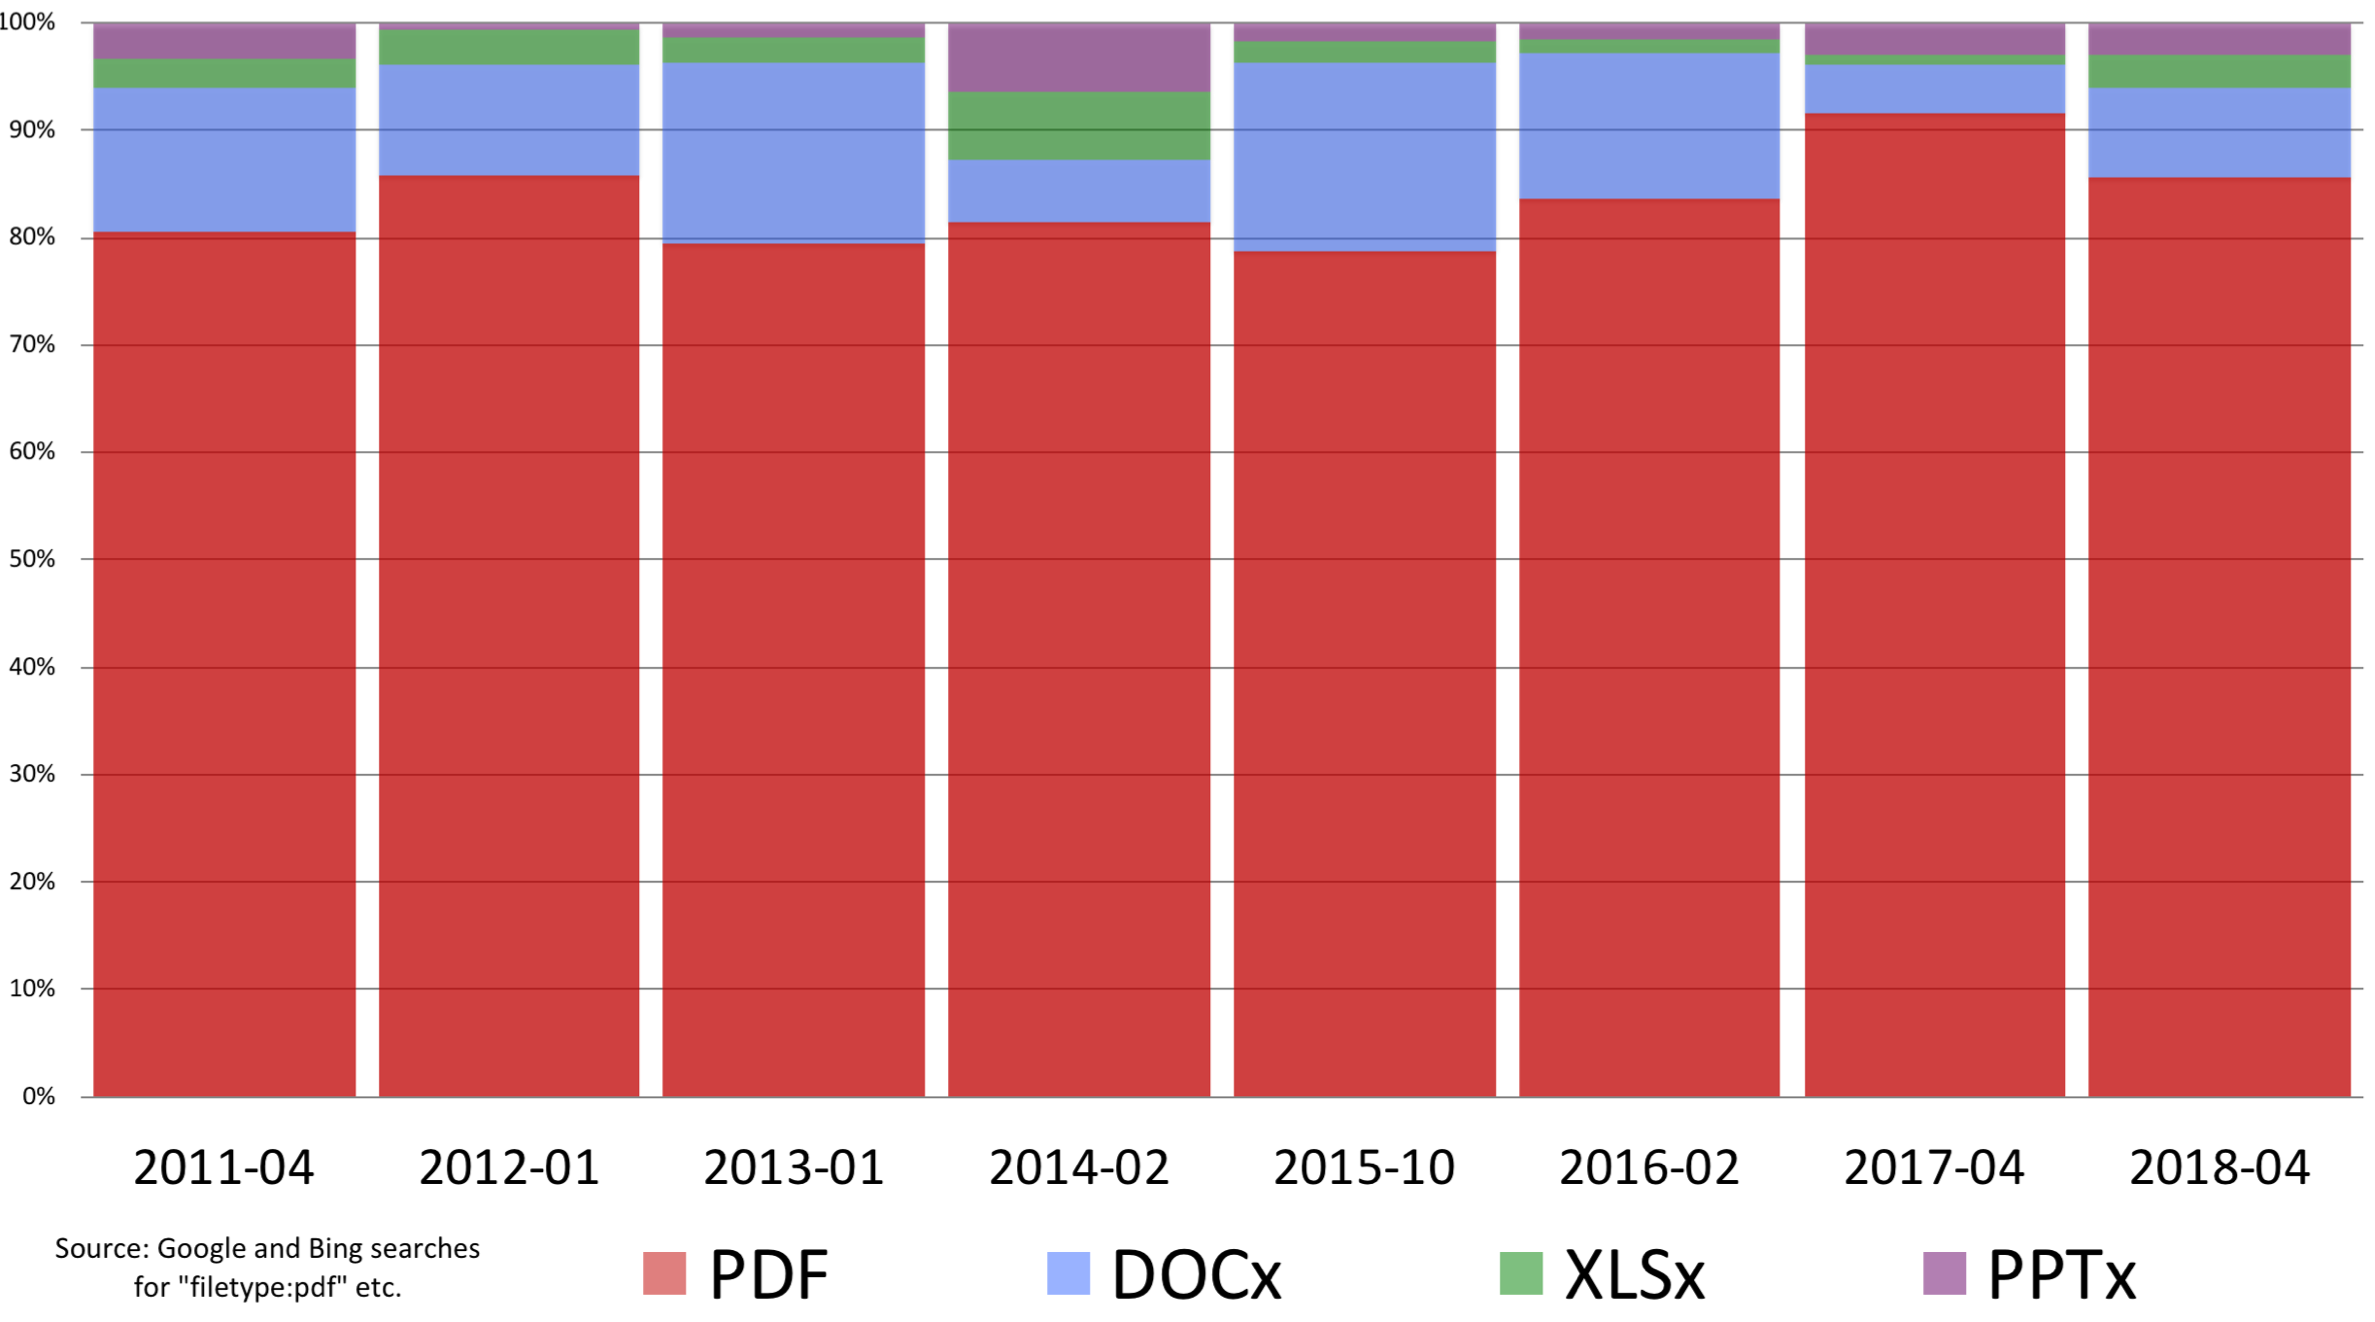 100%
90%
80%
70%
60%
50%
40%
30%
20%
10%
0%
2011-04 2012-01 2013-01 2014-02 2015-10 2016-02 2017-04 2018-04
Source: Google and Bing searches
for "filetype:pdf" etc.
PDF DOCx XLSx PPTx